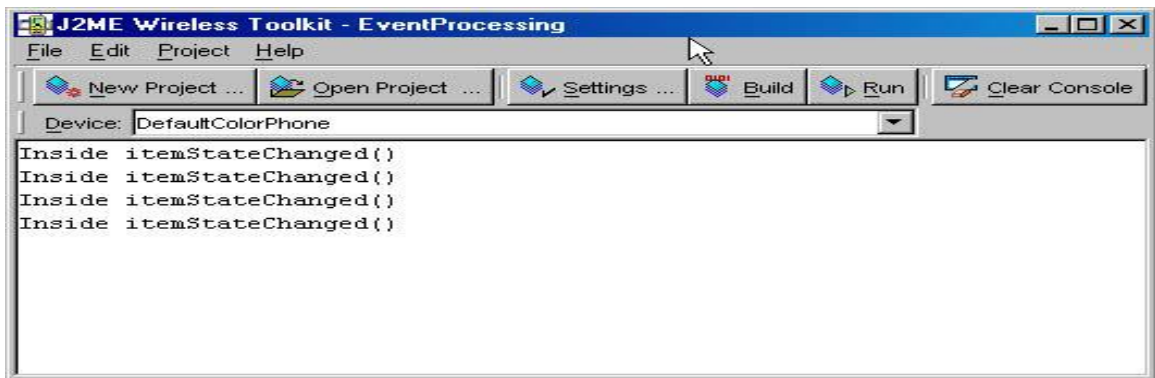 J2ME Wireless Toolkit - EventProcessing
File Edit Project Help
New Project ... Open Project ... Settings ... Build Run Clear Console
Device: DefaultColorPhone
Inside itemStateChanged()
Inside itemStateChanged()
Inside itemStateChanged()
Inside itemStateChanged()